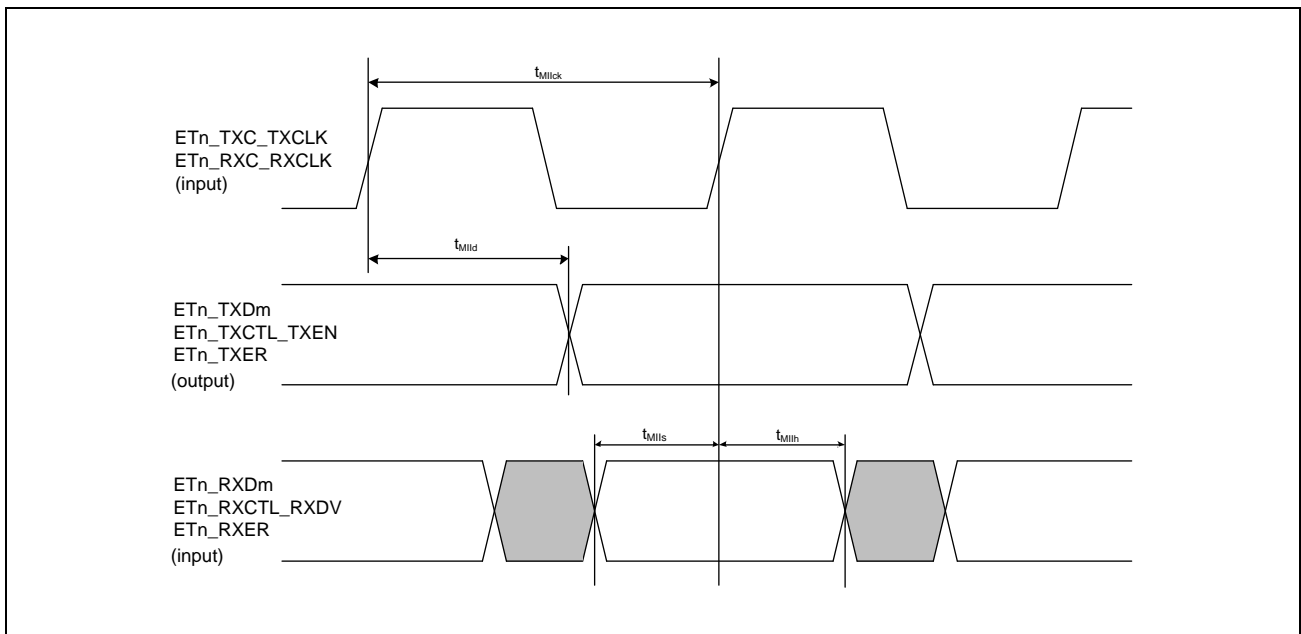 tMIIck
ETn_TXC_TXCLK
ETn_RXC_RXCLK
(input)
tMIId
ETn_TXDm
ETn_TXCTL_TXEN
ETn_TXER
(output)
tMIIs tMIIh
ETn_RXDm
ETn_RXCTL_RXDV
ETn_RXER
(input)